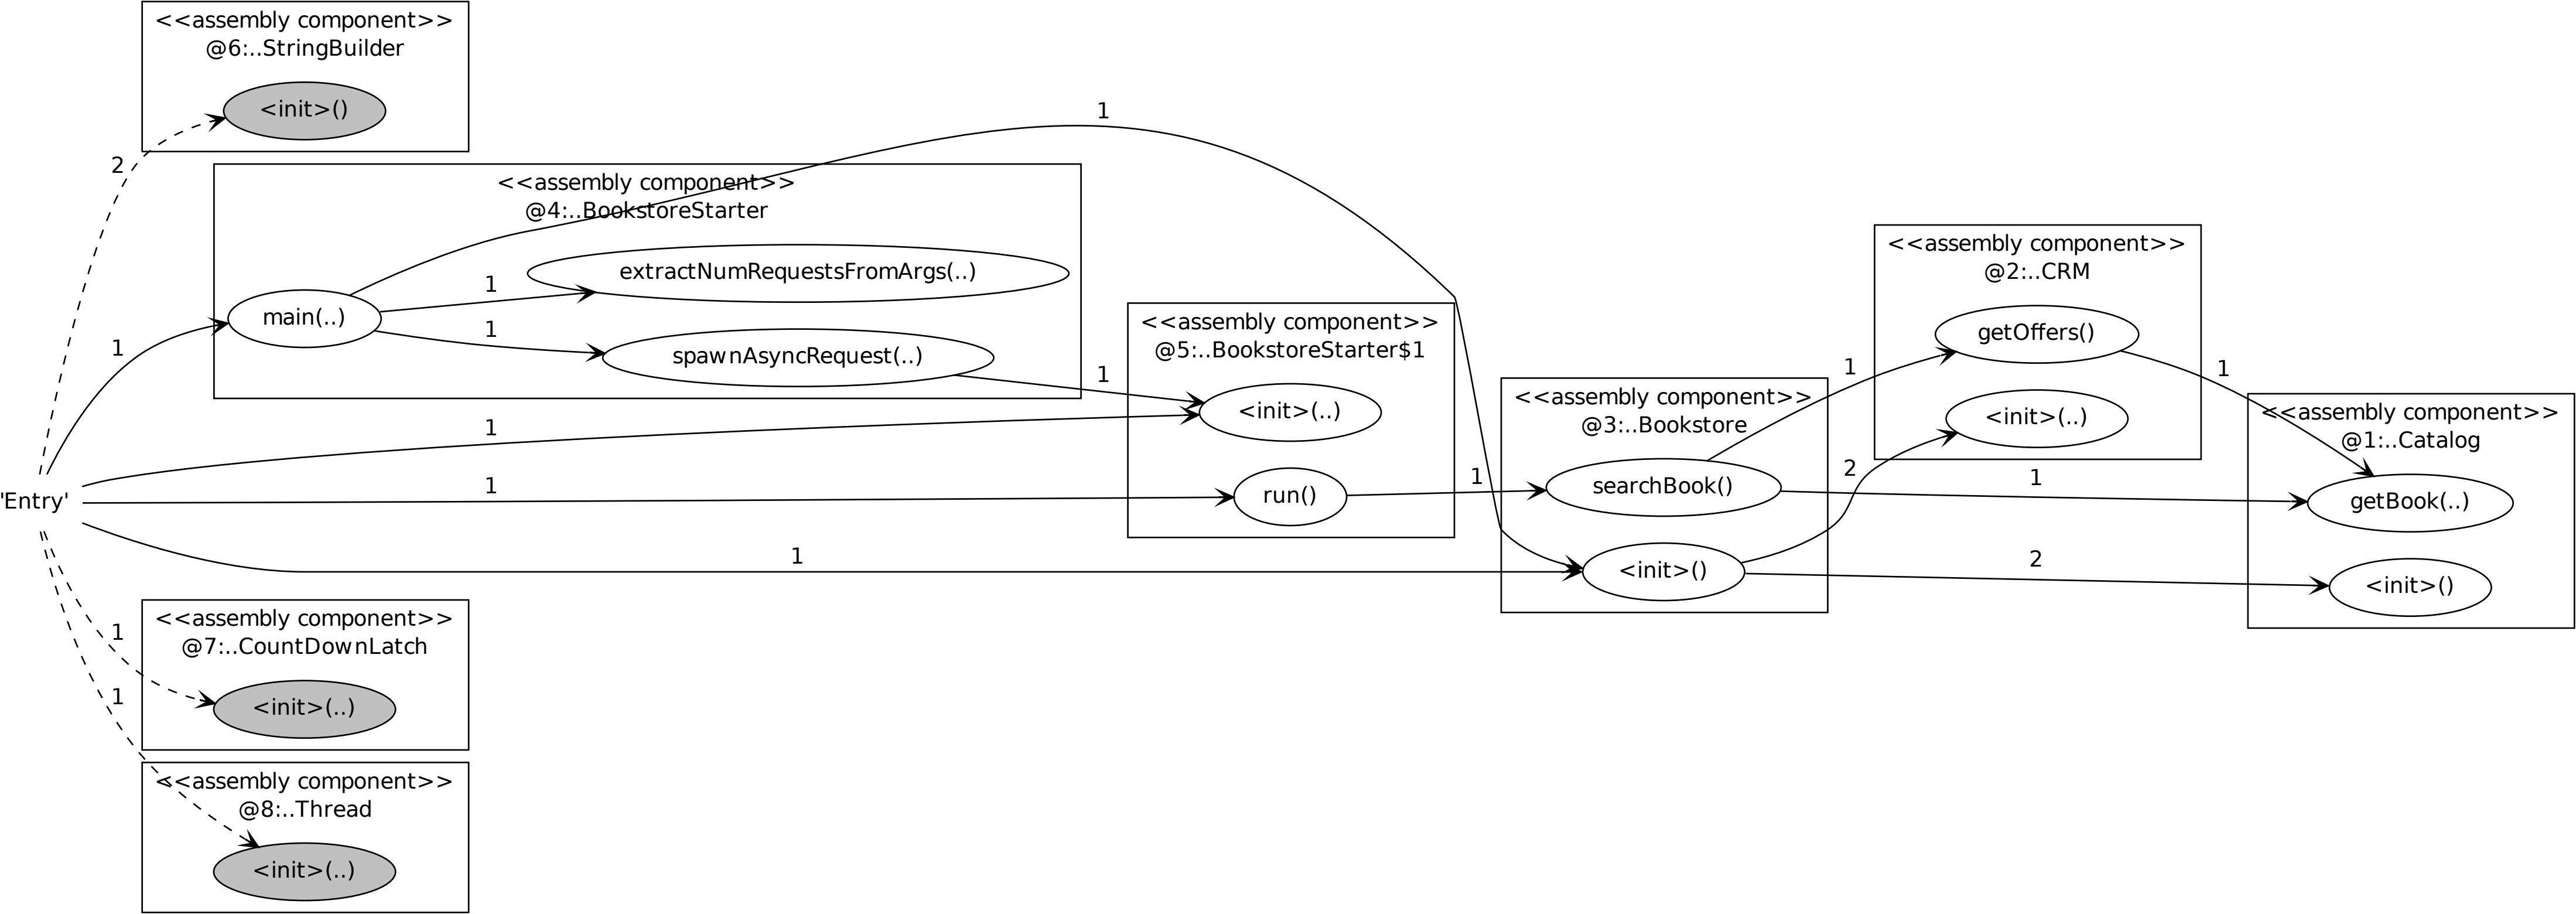 <<assembly component>>
@6:..StringBuilder
<init>()
2
1
<<assembly component>>
@4:..BookstoreStarter
main(..)
1
extractNumRequestsFromArgs(..)
1
spawnAsyncRequest(..)
1
1
<<assembly component>>
@5:..BookstoreStarter$1
<init>(..)
run()
1
'Entry'
1
1
1
1
<<assembly component>>
@3:..Bookstore
searchBook()
<init>()
1
2
<<assembly component>>
@2:..CRM
getOffers()
<init>(..)
1
1
2
<<assembly component>>
@1:..Catalog
getBook(..)
<init>()
1
<<assembly component>>
@7:..CountDownLatch
<init>(..)
1
<<assembly component>>
@8:..Thread
<init>(..)